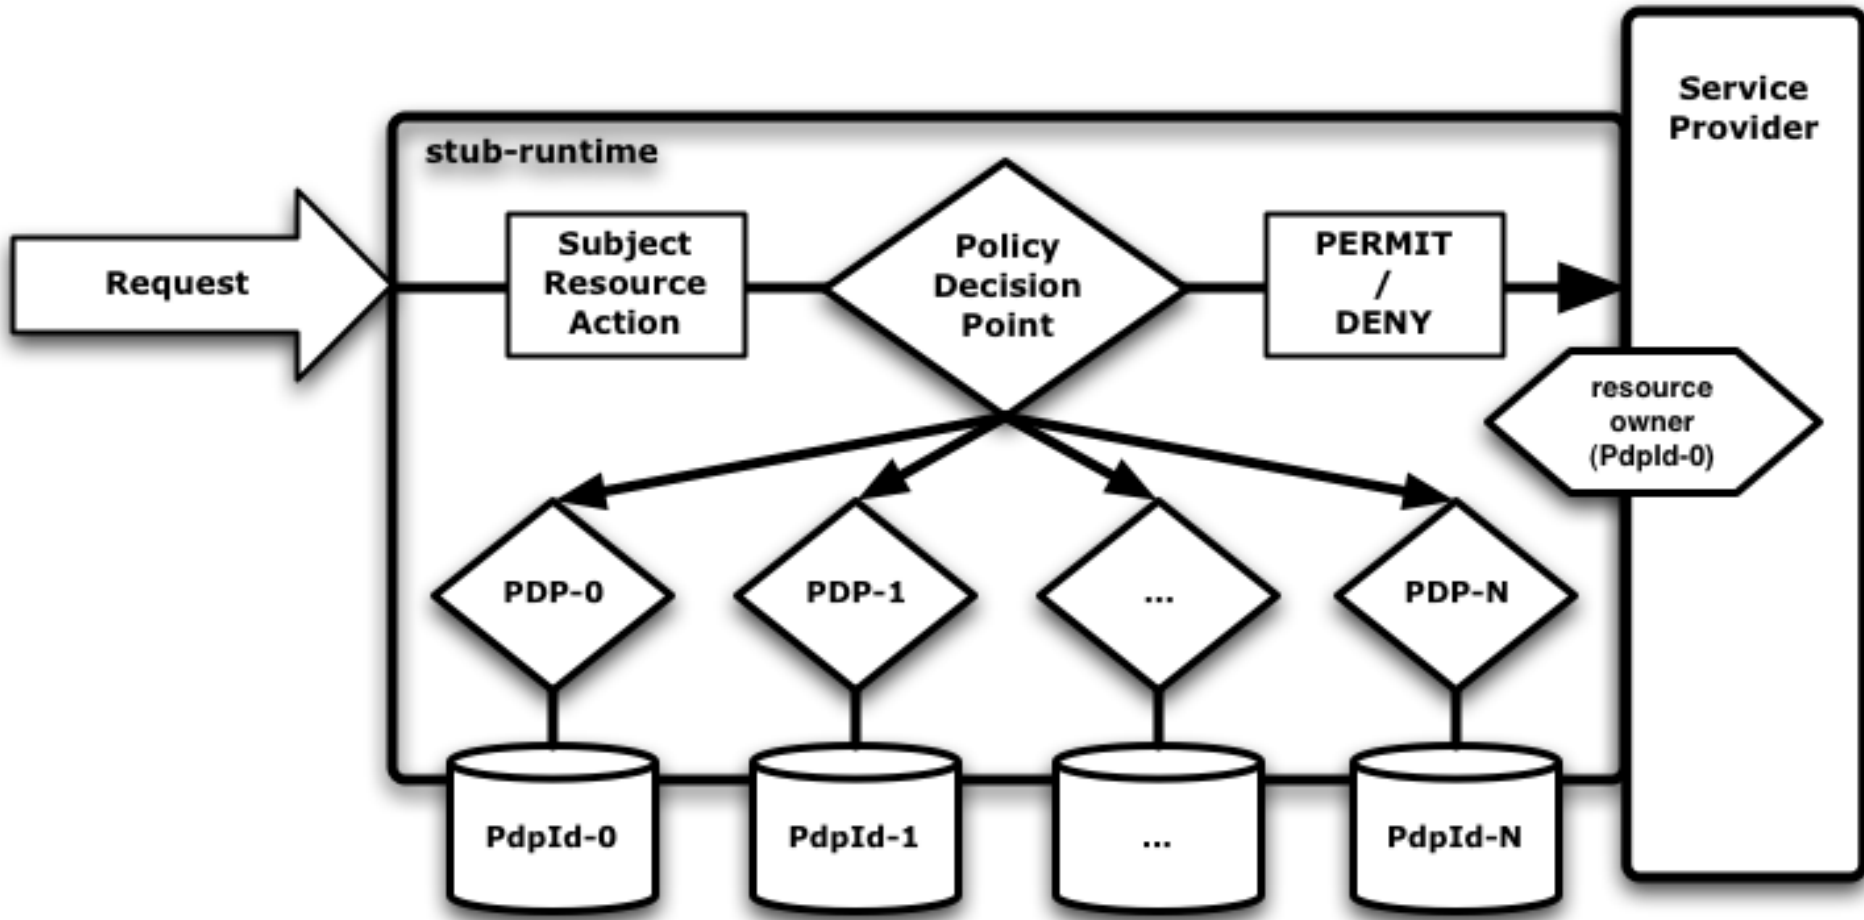 Service
Provider
stub-runtime
Request
Subject
Resource
Action
Policy
Decision
Point
PERMIT
/
DENY
resource
owner
(PdpId-0)
PDP-0
PDP-1
...
PDP-N
PdpId-0
PdpId-1
...
PdpId-N